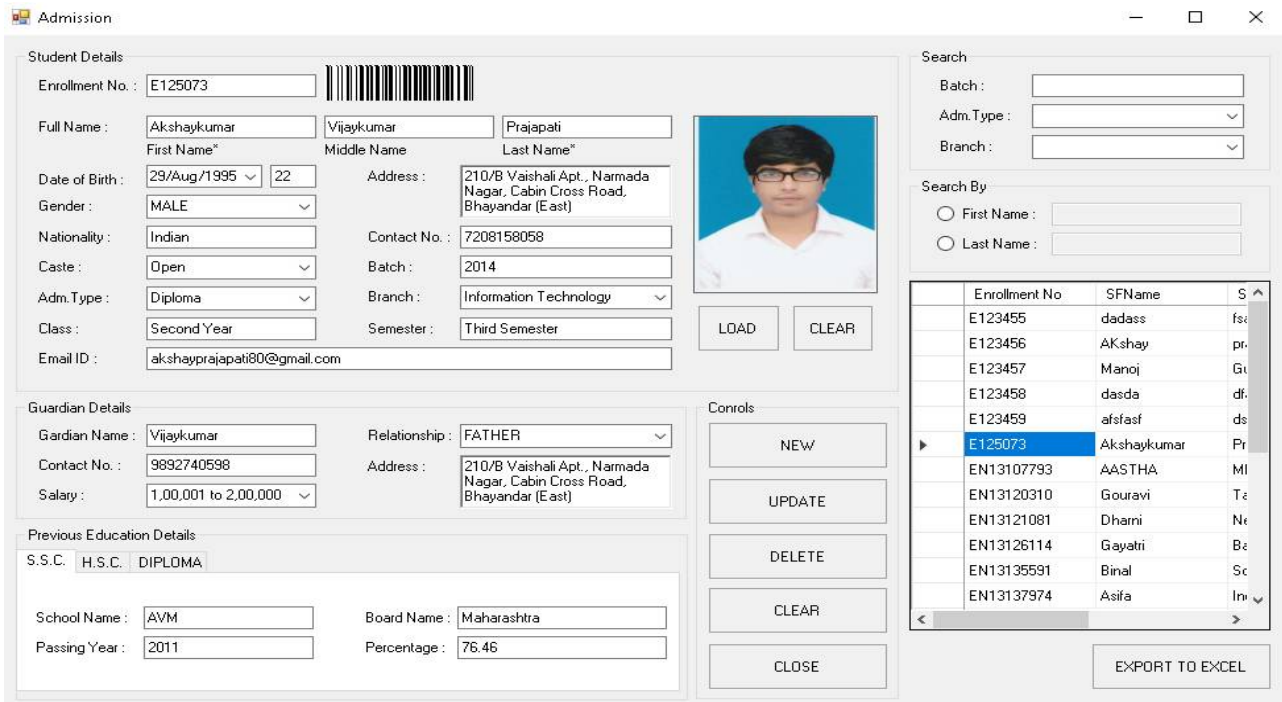 Admission
Student Details
Enrollment No. : E125073
Full Name : Akshaykumar Vijaykumar Prajapati
First Name* Middle Name Last Name*
Date of Birth : 29/Aug/1995 22 Address : 210/B Vaishali Apt., Narmada
Nagar, Cabin Cross Road,
Bhayandar (East)
Gender : MALE
Nationality : Indian Contact No. : 7208158058
Caste : Open Batch : 2014
Adm.Type : Diploma Branch : Information Technology
Class : Second Year Semester : Third Semester
Email ID : akshayprajapati80@gmail.com
LOAD CLEAR
Guardian Details
Gardian Name : Vijaykumar Relationship : FATHER
Contact No. : 9892740598 Address : 210/B Vaishali Apt., Narmada
Nagar, Cabin Cross Road,
Bhayandar (East)
Salary : 1,00,001 to 2,00,000
Previous Education Details
S.S.C. H.S.C. DIPLOMA
School Name : AVM Board Name : Maharashtra
Passing Year : 2011 Percentage : 76.46
Conrols
NEW
UPDATE
DELETE
CLEAR
CLOSE
Search
Batch :
Adm.Type :
Branch :
Search By
First Name :
Last Name :
Enrollment No SFName S
E123455 dadass
E123456 AKshay
E123457 Manoj
E123458 dasda
E123459 afsfasf
E125073 Akshaykumar Pr
EN13107793 AASTHA
EN13120310 Gouravi
EN13121081 Dharni
EN13126114 Gayatri
EN13135591 Binal
EN13137974 Asifa
EXPORT TO EXCEL